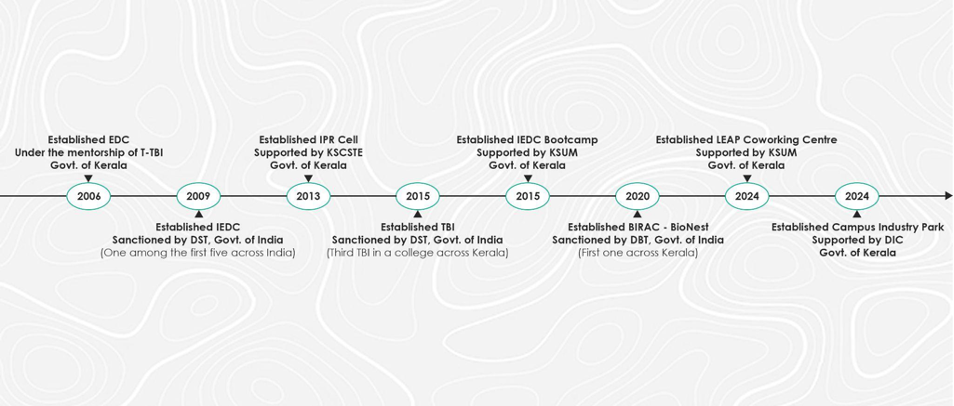 Established EDC
Under the mentorship of T-TBI
Govt. of Kerala
2006
2009
Established IEDC
Sanctioned by DST, Govt. of India
(One among the first five across India)
Established IPR Cell
Supported by KSCSTE
Govt. of Kerala
2013
2015
Established TBI
Sanctioned by DST, Govt. of India
(Third TBI in a college across Kerala)
Established IEDC Bootcamp
Supported by KSUM
Govt. of Kerala
2015
2020
Established BIRAC - BioNest
Sanctioned by DBT, Govt. of India
(First one across Kerala)
Established LEAP Coworking Centre
Supported by KSUM
Govt. of Kerala
2024
2024
Established Campus Industry Park
Supported by DIC
Govt. of Kerala